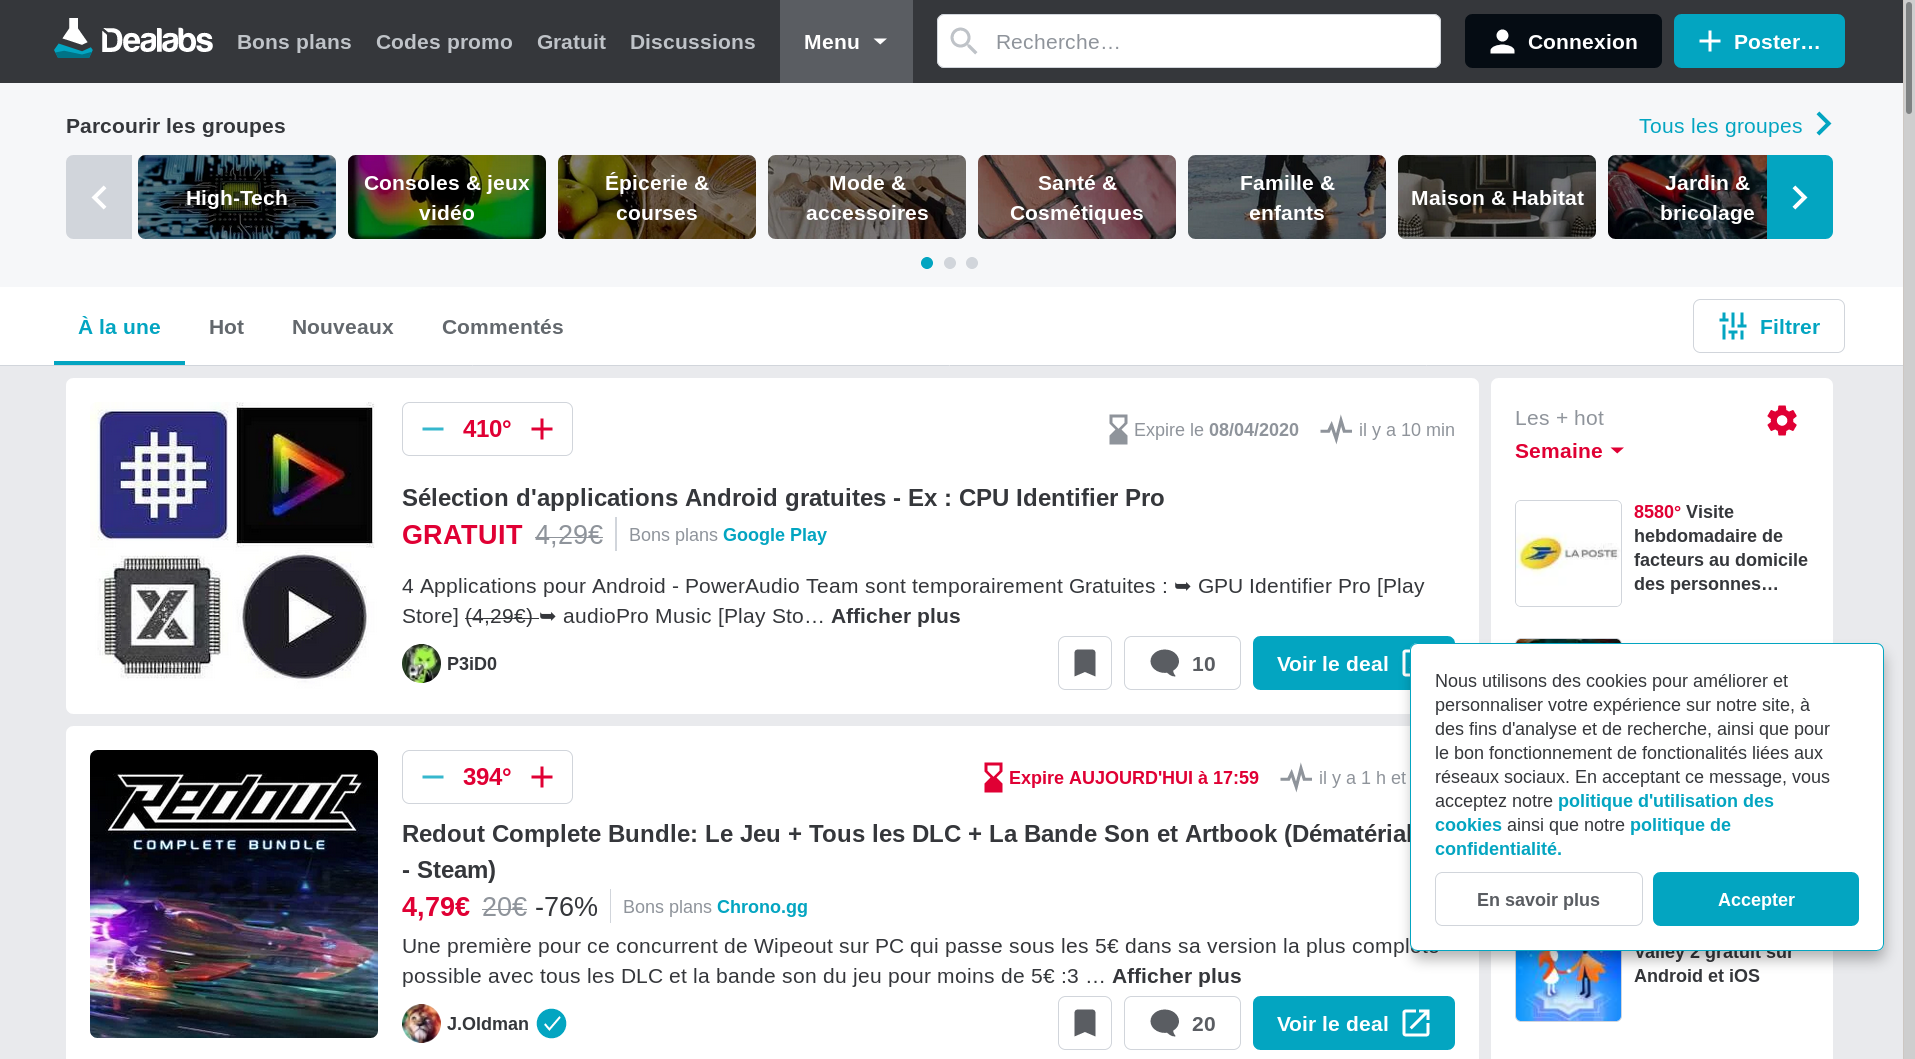 Dealabs Bons plans Codes promo Gratuit Discussions Menu Recherche… Connexion Poster…
Parcourir les groupes
Tous les groupes
High-Tech
Consoles & jeux
vidéo
Épicerie &
courses
Mode &
accessoires
Santé &
Cosmétiques
Famille &
enfants
Maison & Habitat
Jardin &
bricolage
À la une Hot Nouveaux Commentés
Filtrer
410°
Expire le 08/04/2020 il y a 10 min
Sélection d'applications Android gratuites - Ex : CPU Identifier Pro
GRATUIT 4,29€ Bons plans Google Play
4 Applications pour Android - PowerAudio Team sont temporairement Gratuites : ➥ GPU Identifier Pro [Play
Store] (4,29€) ➥ audioPro Music [Play Sto… Afficher plus
P3iD0
10
Voir le deal
REDOUT
COMPLETE BUNDLE
394°
Expire AUJOURD'HUI à 17:59 il y a 1 h et
Redout Complete Bundle: Le Jeu + Tous les DLC + La Bande Son et Artbook (Dématérial
- Steam)
4,79€ 20€ -76% Bons plans Chrono.gg
Une première pour ce concurrent de Wipeout sur PC qui passe sous les 5€ dans sa version la plus complète
possible avec tous les DLC et la bande son du jeu pour moins de 5€ :3 … Afficher plus
J.Oldman
20
Voir le deal
Les + hot
Semaine
LA POSTE
8580° Visite
hebdomadaire de
facteurs au domicile
des personnes…
Nous utilisons des cookies pour améliorer et
personnaliser votre expérience sur notre site, à
des fins d'analyse et de recherche, ainsi que pour
le bon fonctionnement de fonctionalités liées aux
réseaux sociaux. En acceptant ce message, vous
acceptez notre politique d'utilisation des
cookies ainsi que notre politique de
confidentialité.
En savoir plus
Accepter
Valley 2 gratuit sur
Android et iOS